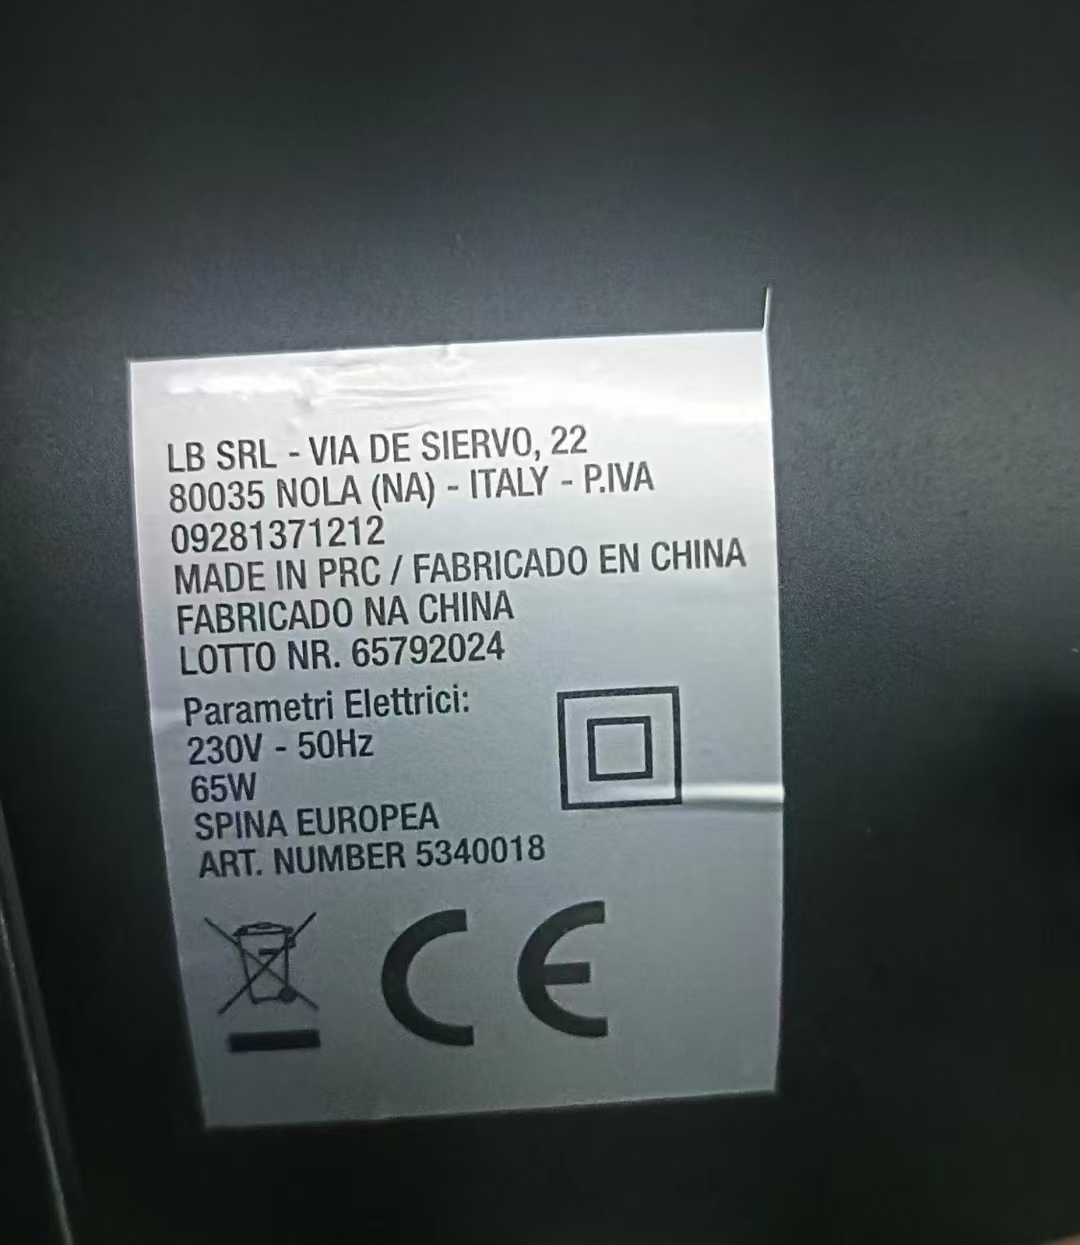 LB SRL - VIA DE SIERVO, 22
80035 NOLA (NA) - ITALY - P.IVA
09281371212
MADE IN PRC / FABRICADO EN CHINA
FABRICADO NA CHINA
LOTTO NR. 65792024
Parametri Elettrici:
230V - 50Hz
65W
SPINA EUROPEA
ART. NUMBER 5340018
CE